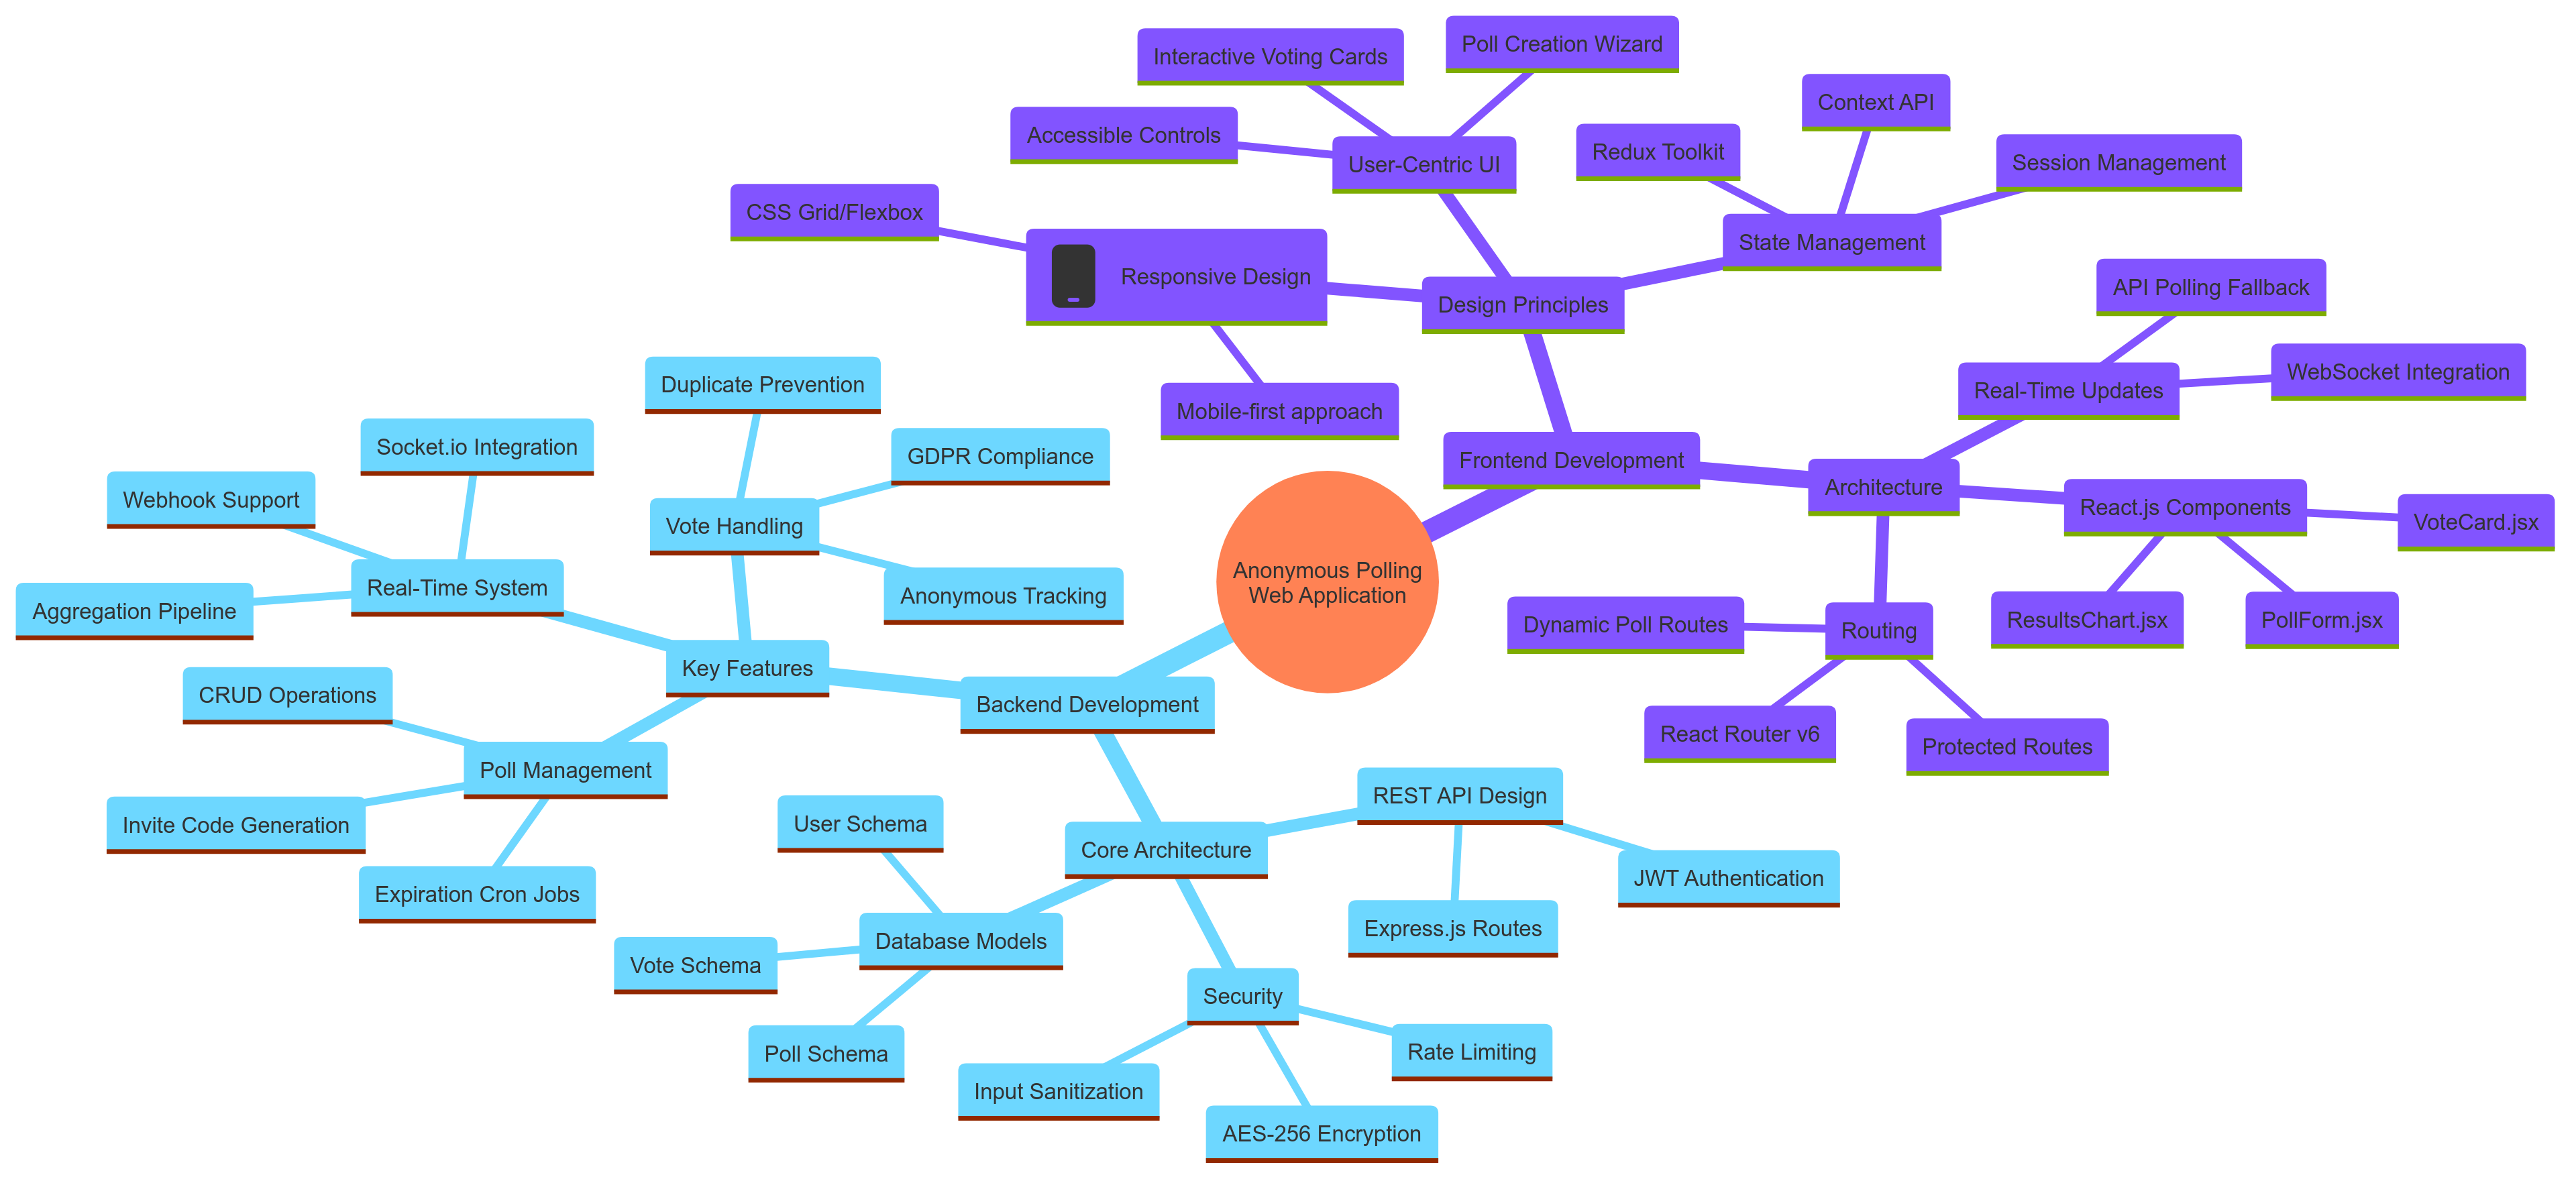 Anonymous Polling
Web Application
Frontend Development
Design Principles
Responsive Design
CSS Grid/Flexbox
Mobile-first approach
User-Centric UI
Accessible Controls
Interactive Voting Cards
Poll Creation Wizard
State Management
Redux Toolkit
Context API
Session Management
Architecture
Real-Time Updates
API Polling Fallback
WebSocket Integration
React.js Components
VoteCard.jsx
ResultsChart.jsx
PollForm.jsx
Routing
Dynamic Poll Routes
React Router v6
Protected Routes
Backend Development
Key Features
Vote Handling
Duplicate Prevention
GDPR Compliance
Anonymous Tracking
Real-Time System
Socket.io Integration
Webhook Support
Aggregation Pipeline
Poll Management
CRUD Operations
Invite Code Generation
Expiration Cron Jobs
Core Architecture
REST API Design
Express.js Routes
JWT Authentication
Database Models
User Schema
Vote Schema
Poll Schema
Security
Input Sanitization
AES-256 Encryption
Rate Limiting